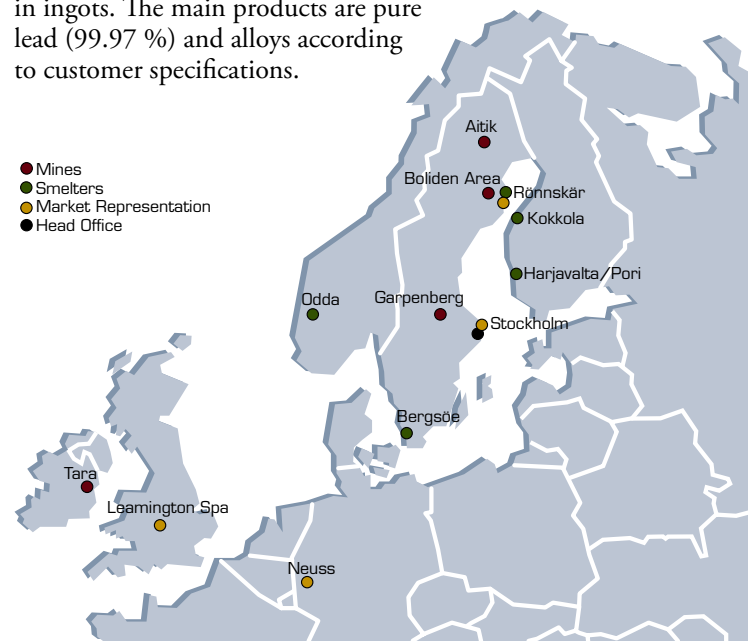 in ingots. The main products are pure
lead (99.97 %) and alloys according
to customer specifications.
Mines
Smelters
Market Representation
Head Office
Aitik
Boliden Area
Rönnskär
Kokkola
Harjavalta/Pori
Odda
Garpenberg
Stockholm
Bergsöe
Tara
Leamington Spa
Neuss